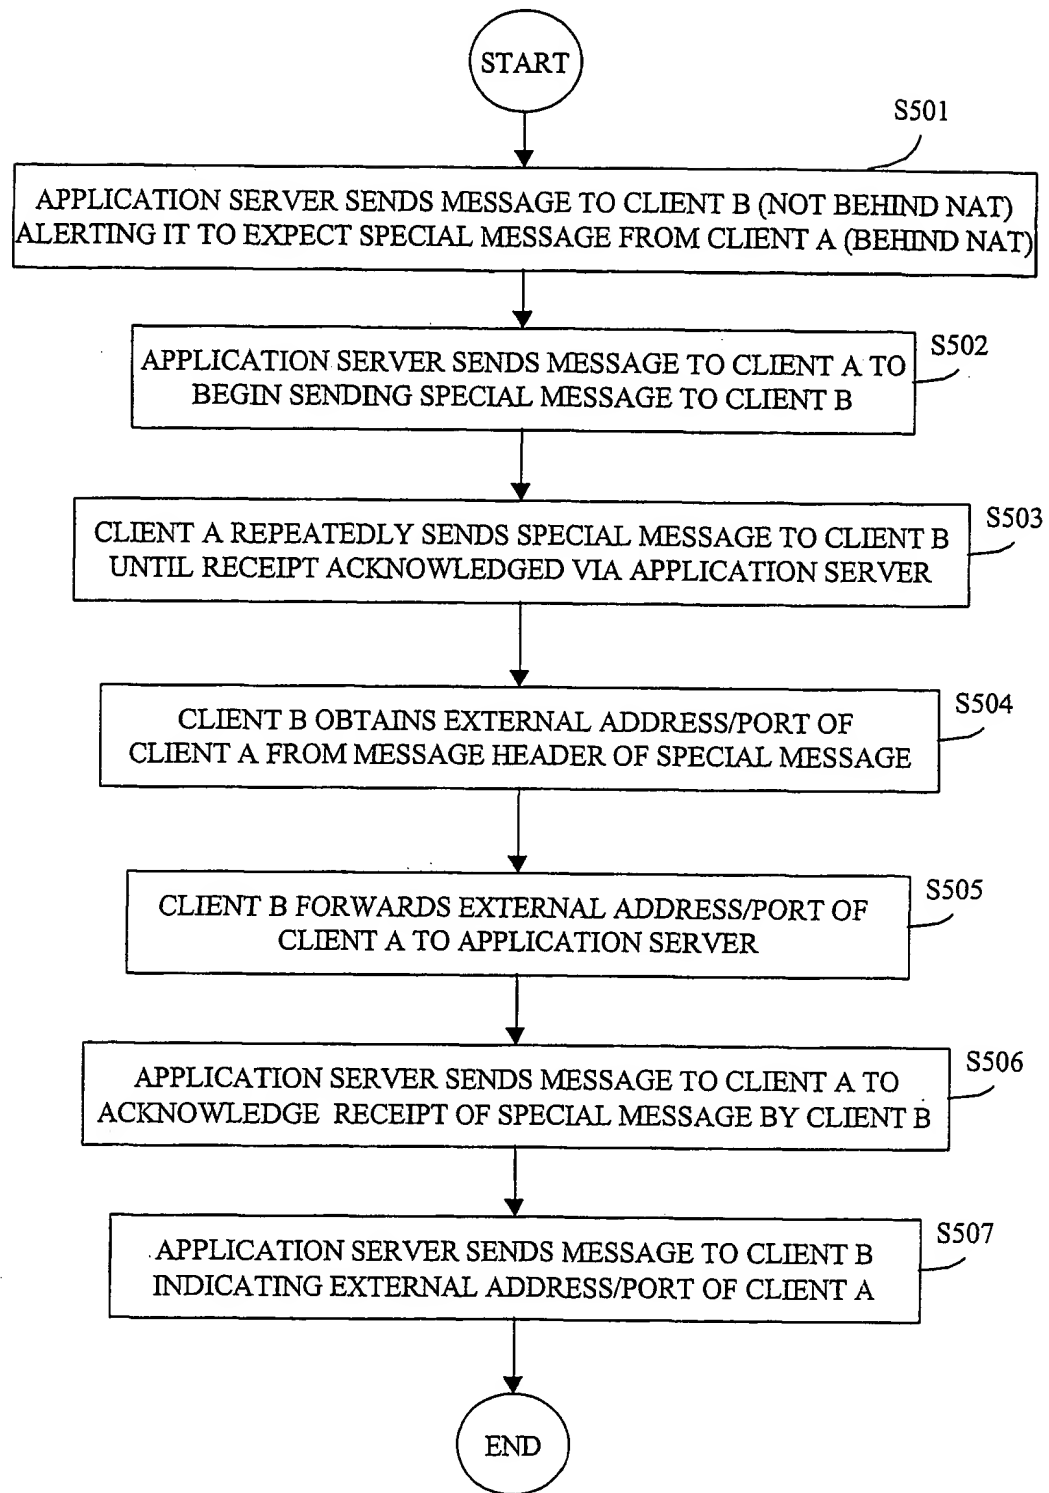 START
S501
APPLICATION SERVER SENDS MESSAGE TO CLIENT B (NOT BEHIND NAT)
ALERTING IT TO EXPECT SPECIAL MESSAGE FROM CLIENT A (BEHIND NAT)
S502
APPLICATION SERVER SENDS MESSAGE TO CLIENT A TO
BEGIN SENDING SPECIAL MESSAGE TO CLIENT B
S503
CLIENT A REPEATEDLY SENDS SPECIAL MESSAGE TO CLIENT B
UNTIL RECEIPT ACKNOWLEDGED VIA APPLICATION SERVER
S504
CLIENT B OBTAINS EXTERNAL ADDRESS/PORT OF
CLIENT A FROM MESSAGE HEADER OF SPECIAL MESSAGE
S505
CLIENT B FORWARDS EXTERNAL ADDRESS/PORT OF
CLIENT A TO APPLICATION SERVER
S506
APPLICATION SERVER SENDS MESSAGE TO CLIENT A TO
ACKNOWLEDGE RECEIPT OF SPECIAL MESSAGE BY CLIENT B
S507
APPLICATION SERVER SENDS MESSAGE TO CLIENT B
INDICATING EXTERNAL ADDRESS/PORT OF CLIENT A
END